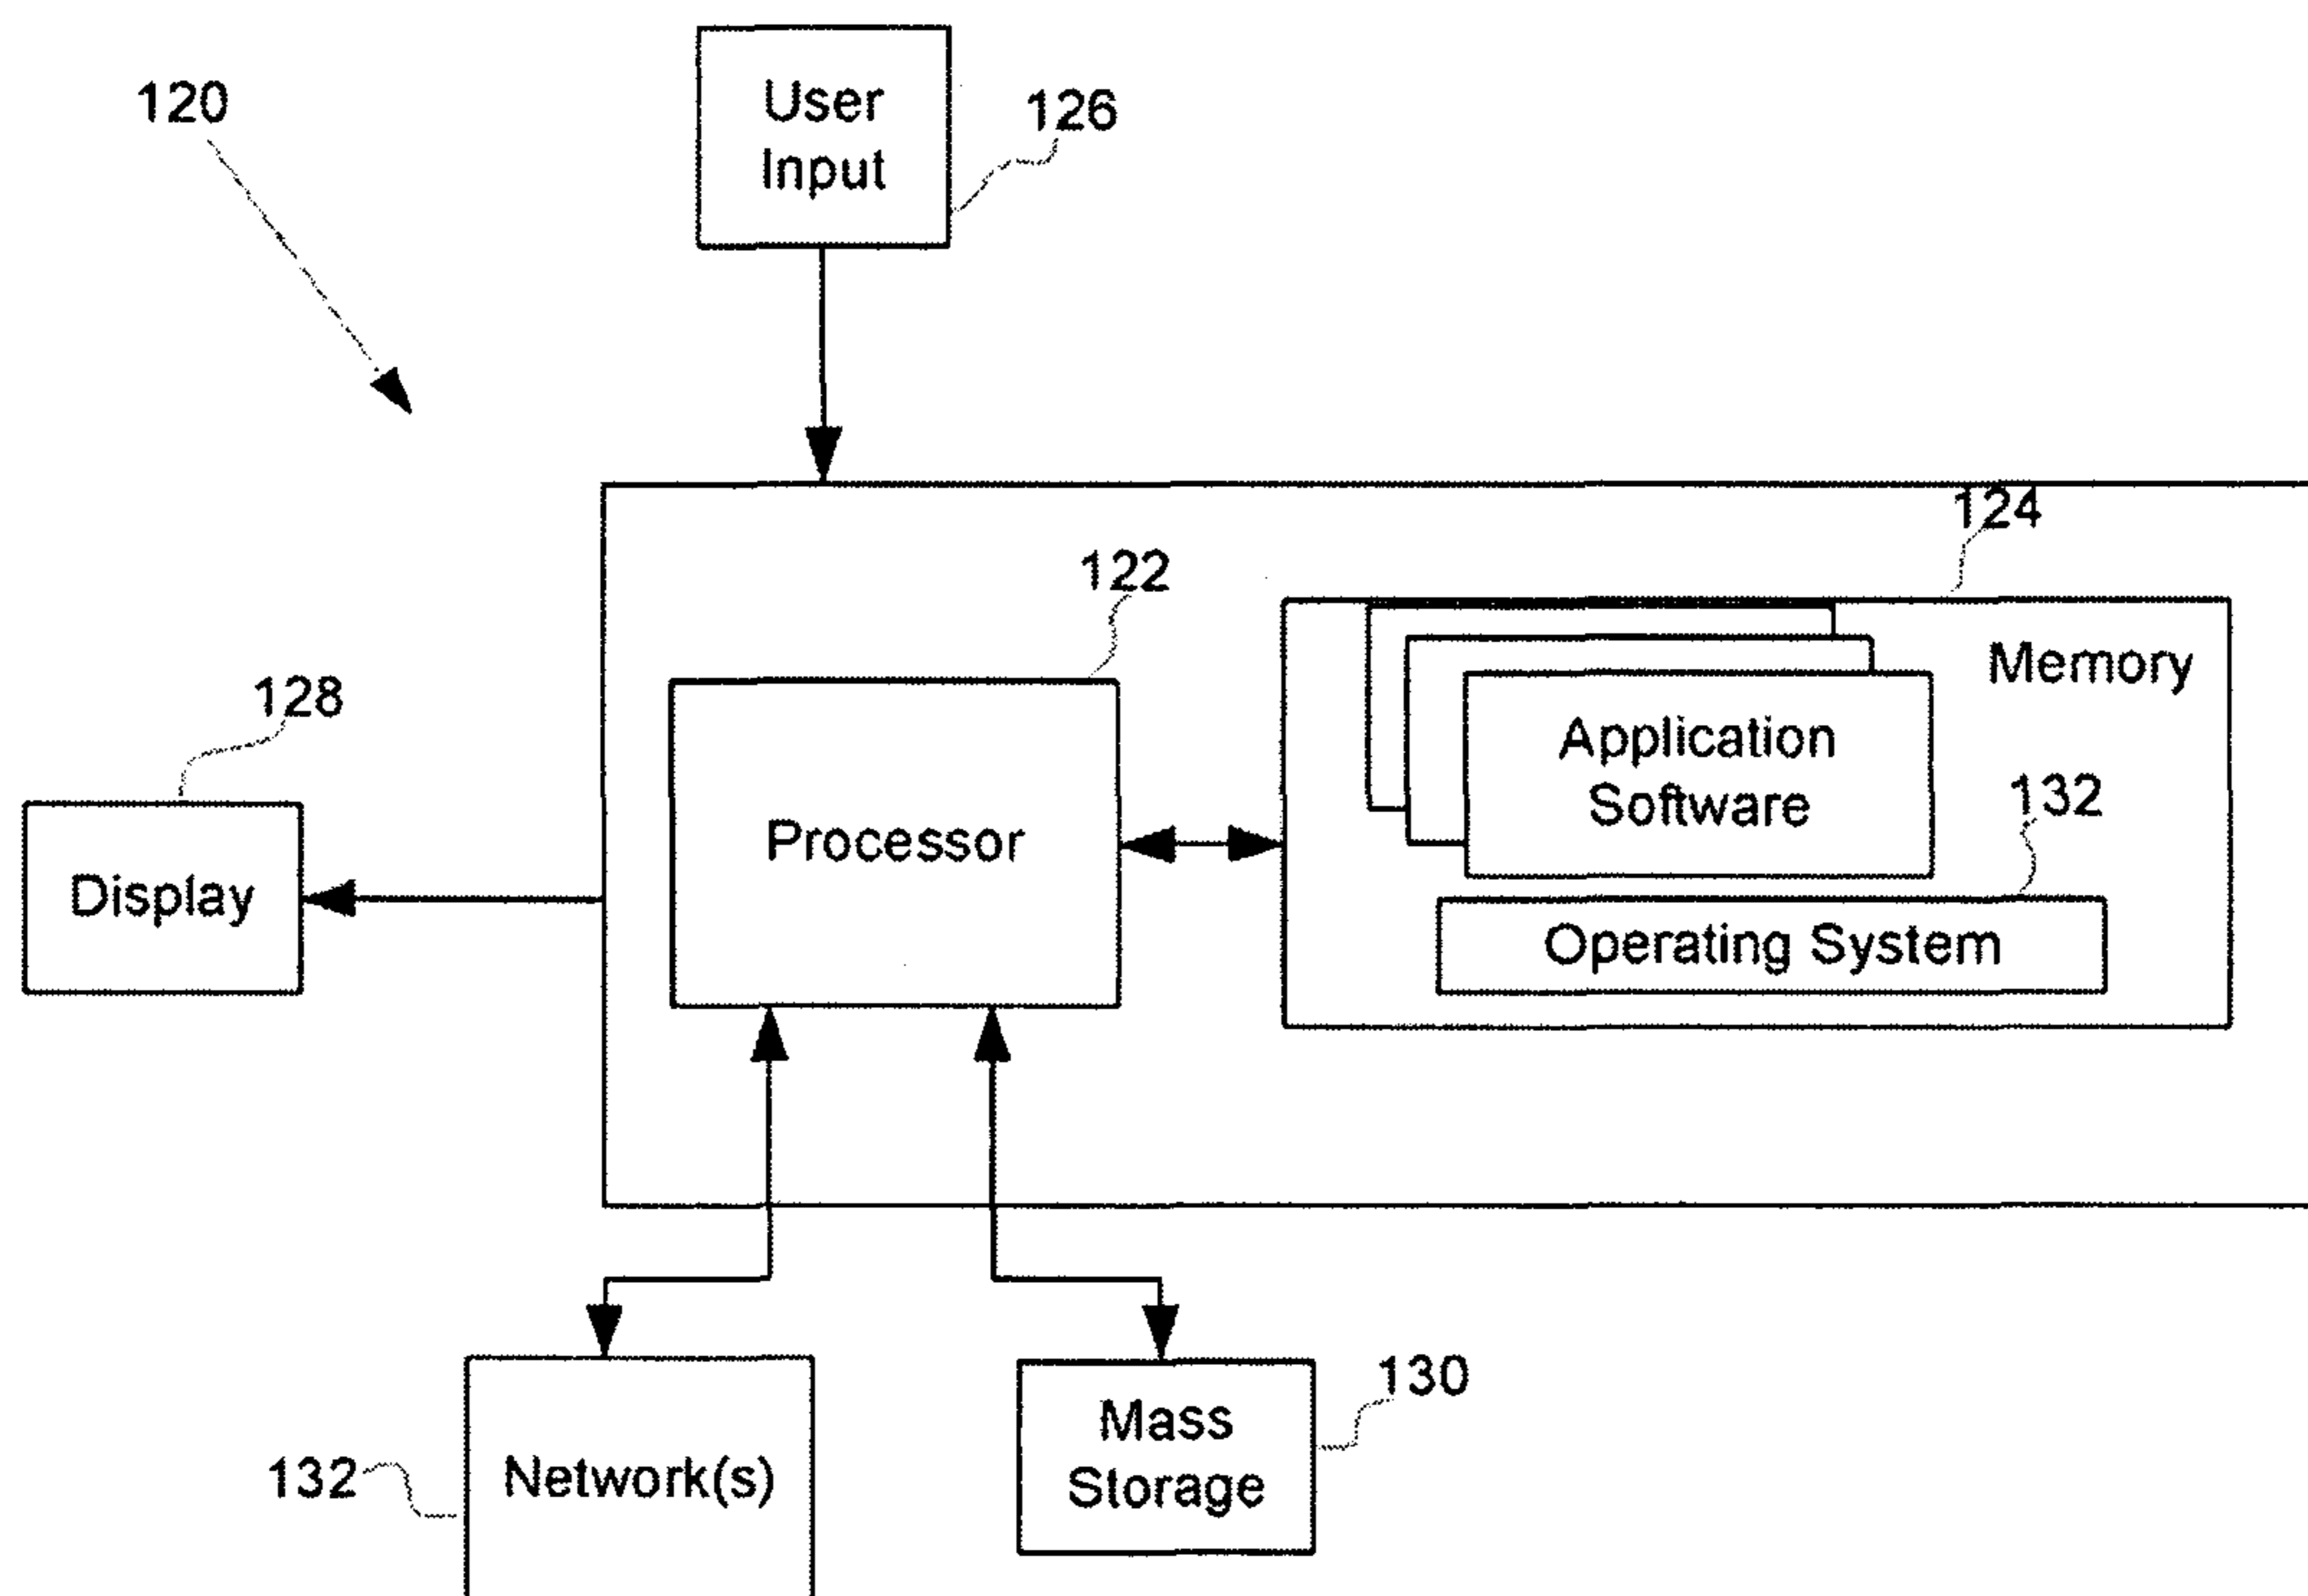 120
User
Input
126
124
122
Memory
128
Application
Software
132
Processor
Display
Operating System
130
Mass
Storage
132
Network(s)